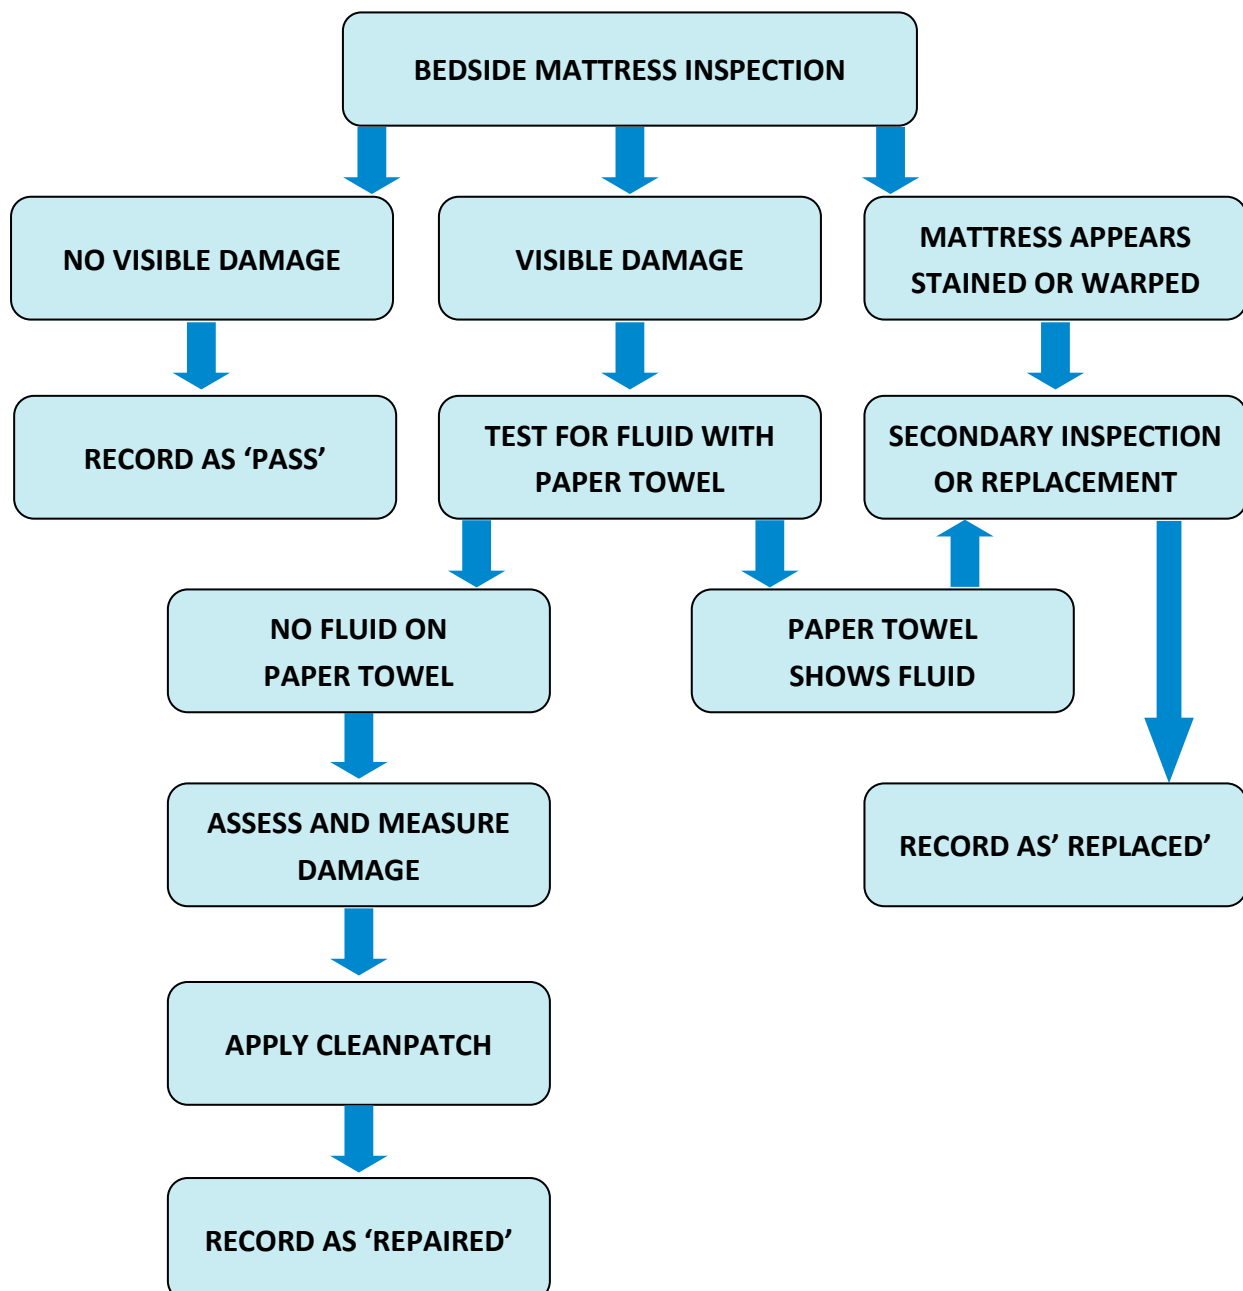 BEDSIDE MATTRESS INSPECTION
NO VISIBLE DAMAGE
VISIBLE DAMAGE
MATTRESS APPEARS
STAINED OR WARPED
RECORD AS ‘PASS’
TEST FOR FLUID WITH
PAPER TOWEL
SECONDARY INSPECTION
OR REPLACEMENT
NO FLUID ON
PAPER TOWEL
PAPER TOWEL
SHOWS FLUID
ASSESS AND MEASURE
DAMAGE
RECORD AS’ REPLACED’
APPLY CLEANPATCH
RECORD AS ‘REPAIRED’